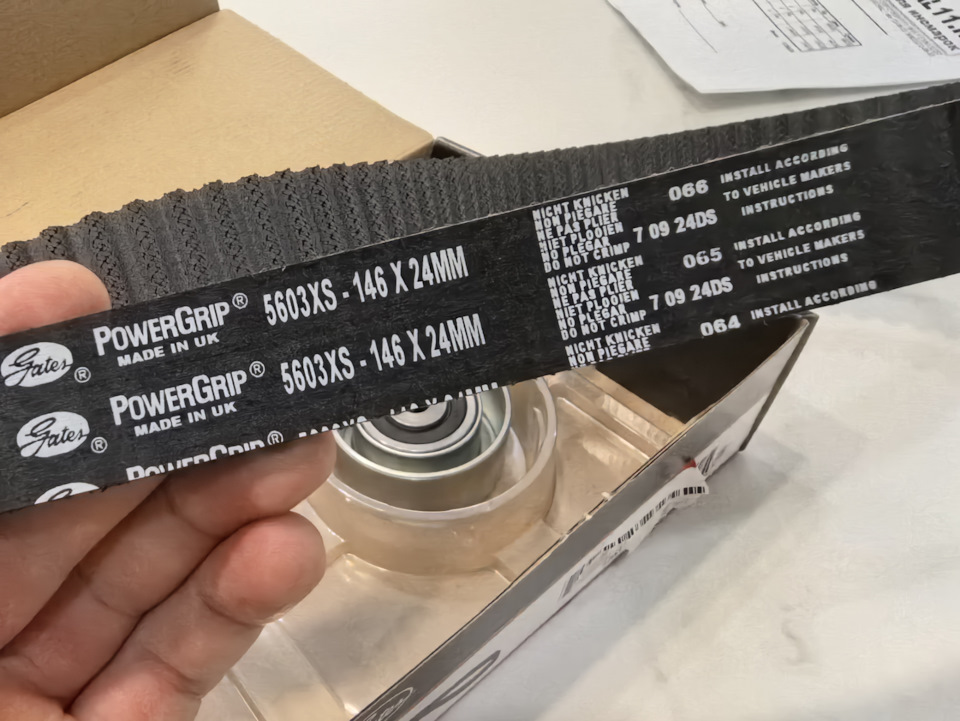 Gates ® POWERGRIP® 5603XS - 146 X 24MM
MADE IN UK
NICHT KNICKEN
NON PIEGARE
NE PAS PLIER
NIET PLOOIEN
NO PLEGAR
DO NOT CRIMP
7 09 24DS
066
INSTALL ACCORDING
TO VEHICLE MAKERS
INSTRUCTIONS
Gates ® POWERGRIP® 5603XS - 146 X 24MM
MADE IN UK
NICHT KNICKEN
NON PIEGARE
NE PAS PLIER
NIET PLOOIEN
NO PLEGAR
DO NOT CRIMP
7 09 24DS
065
INSTALL ACCORDING
TO VEHICLE MAKERS
INSTRUCTIONS
POWERGRIP®
NICHT KNICKEN
NON PIEGARE
064
INSTALL ACCORDING
иномарок